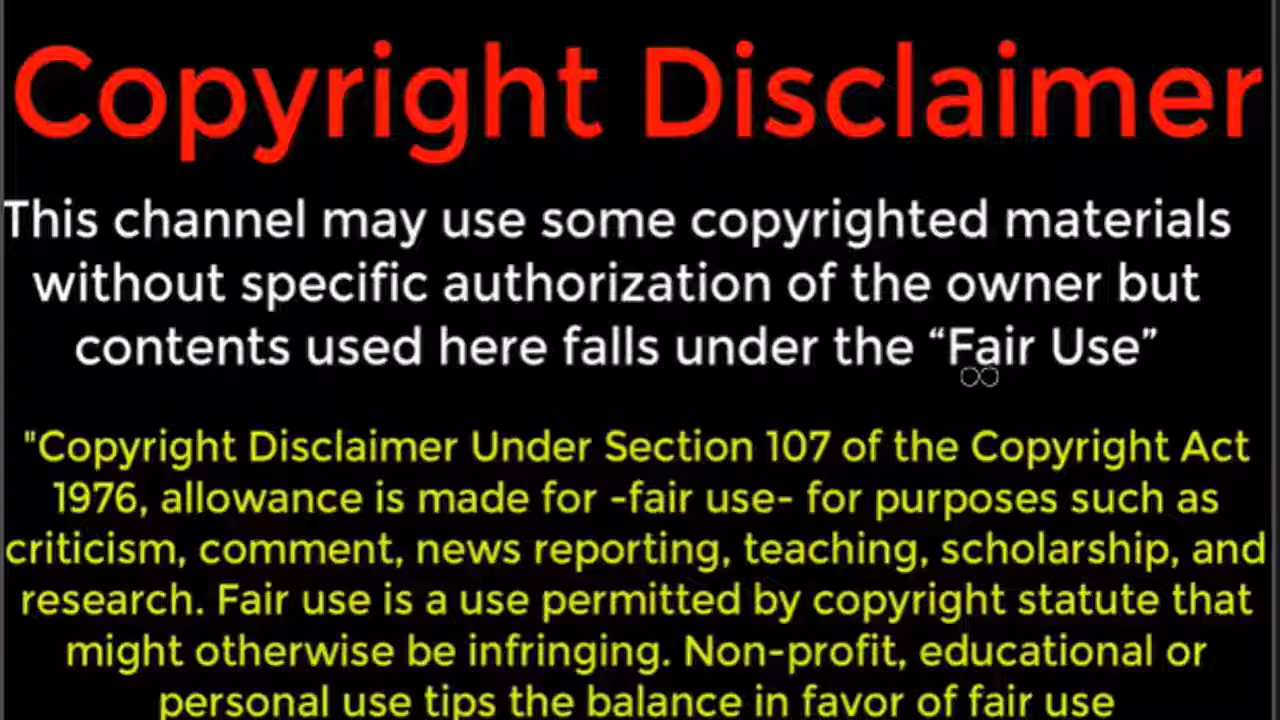 Copyright Disclaimer
This channel may use some copyrighted materials
without specific authorization of the owner but
contents used here falls under the “Fair Use”
"Copyright Disclaimer Under Section 107 of the Copyright Act
1976, allowance is made for -fair use- for purposes such as
criticism, comment, news reporting, teaching, scholarship, and
research. Fair use is a use permitted by copyright statute that
might otherwise be infringing. Non-profit, educational or
personal use tips the balance in favor of fair use